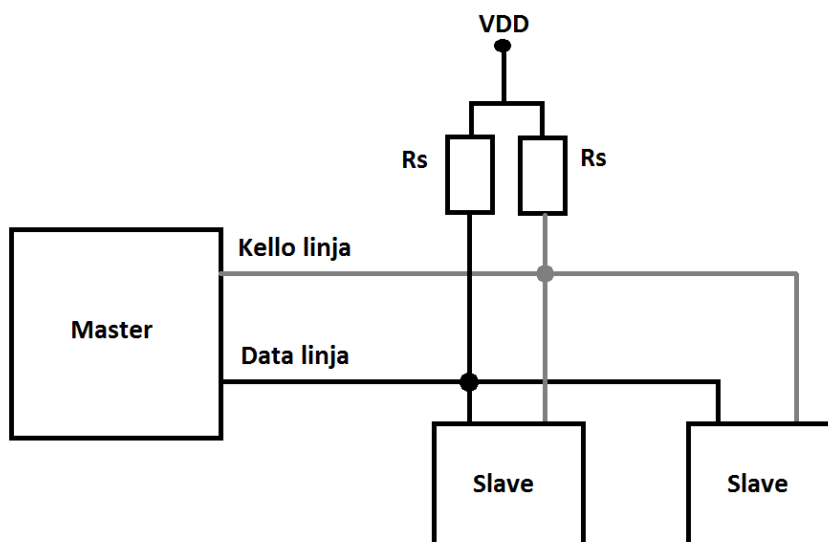 VDD
Rs
Rs
Kello linja
Master
Data linja
Slave
Slave